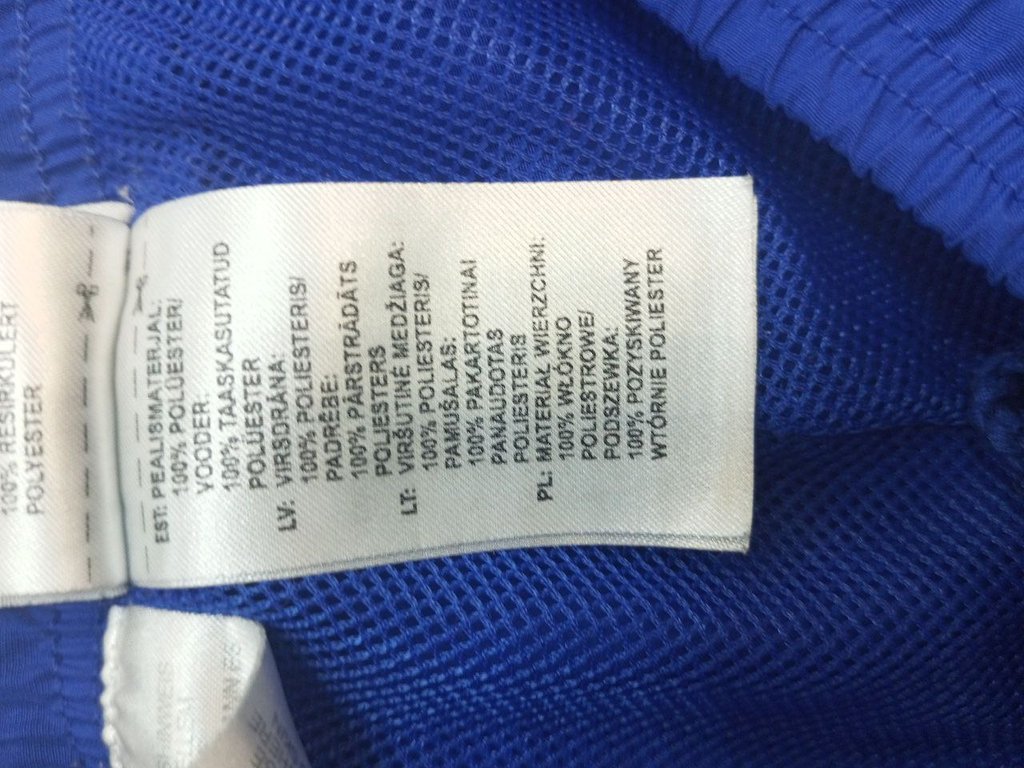 100% RESIRKÜLERT
POLYESTER
EST: PEALISMATERJAL:
100% POLÜESTER/
VOODER:
100% TAASKASUTATUD
POLÜESTER
LV: VIRSDRĀNA:
100% POLIESTERIS/
PADRĒBE:
100% PĀRSTRĀDĀTS
POLIESTERS
LT: VIRŠUTINĖ MEDŽIAGA:
100% POLIESTERIS/
PAMUŠALAS:
100% PAKARTOTINAI
PANAUDOTAS
POLIESTERIS
PL: MATERIAŁ WIERZCHNI:
100% WŁÓKNO
POLIESTROWE/
PODSZEWKA:
100% POZYSKIWANY
WTÓRNIE POLIESTER